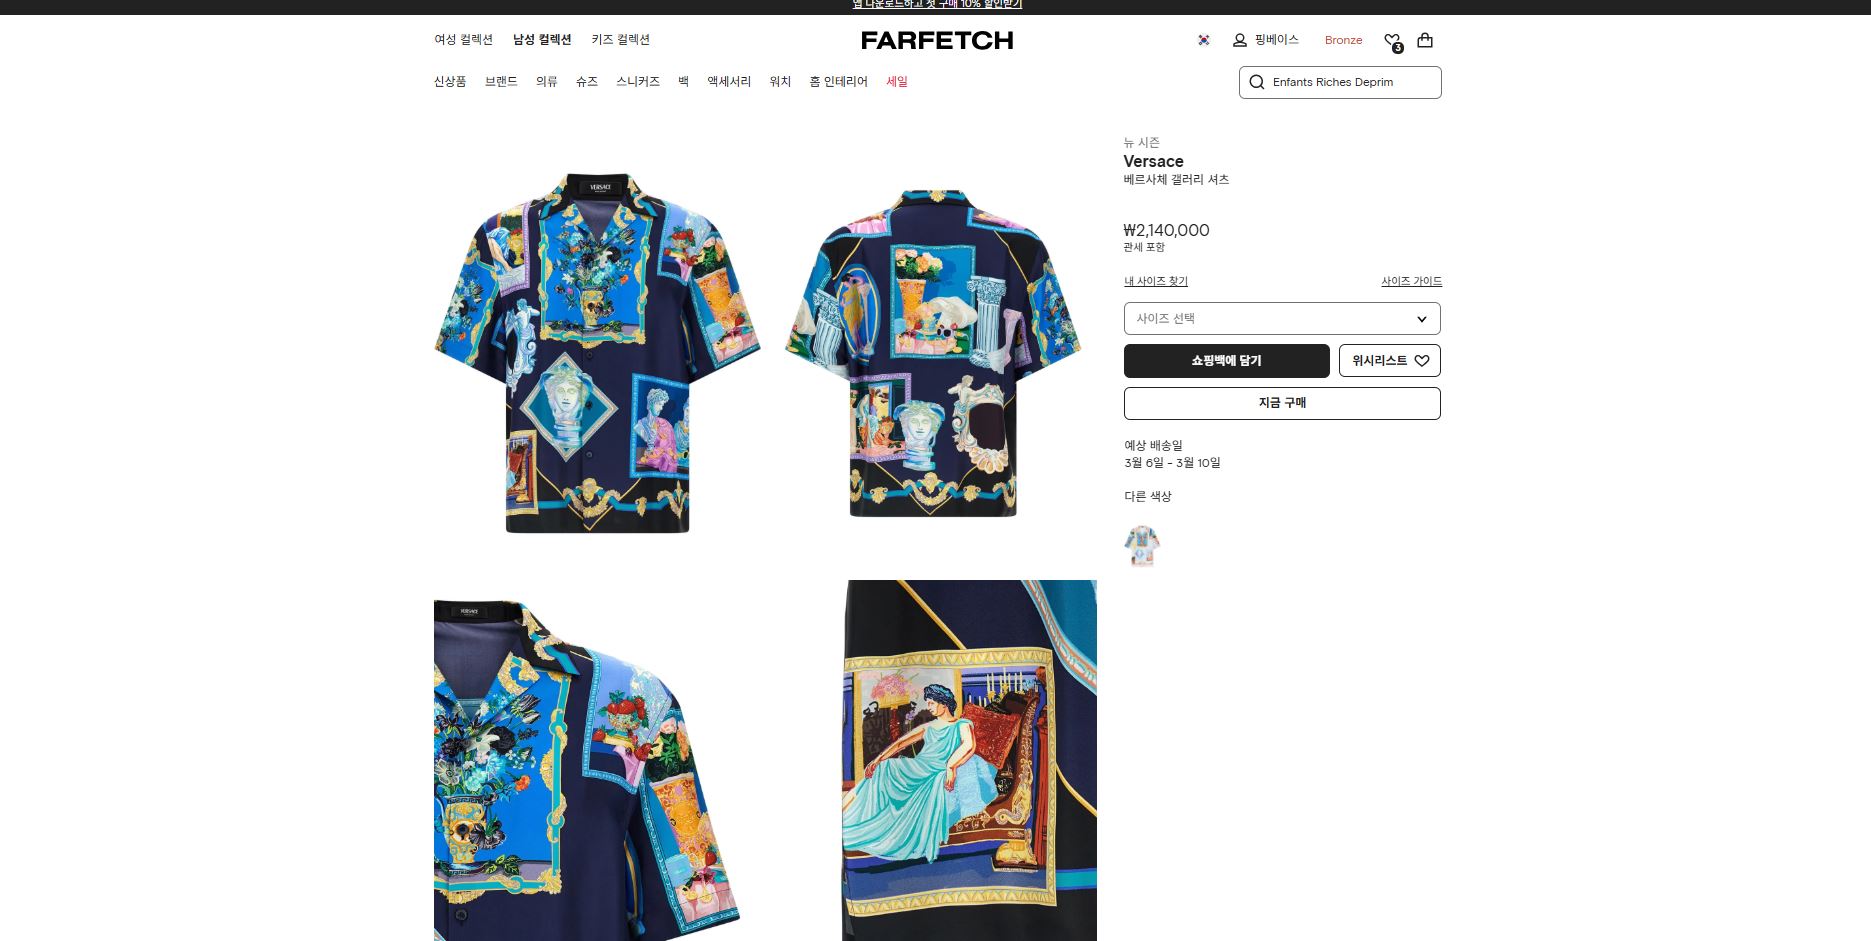 앱 다운로드하고 첫 구매 10% 할인받기
여성 컬렉션 남성 컬렉션 키즈 컬렉션
FARFETCH
핑베이스 Bronze 3
신상품 브랜드 의류 슈즈 스니커즈 백 액세서리 워치 홈 인테리어 세일
Enfants Riches Deprim
뉴 시즌
Versace
베르사체 갤러리 셔츠
₩2,140,000
관세 포함
내 사이즈 찾기 사이즈 가이드
사이즈 선택
쇼핑백에 담기 위시리스트
지금 구매
예상 배송일
3월 6일 - 3월 10일
다른 색상
VERSACE
VERSACE